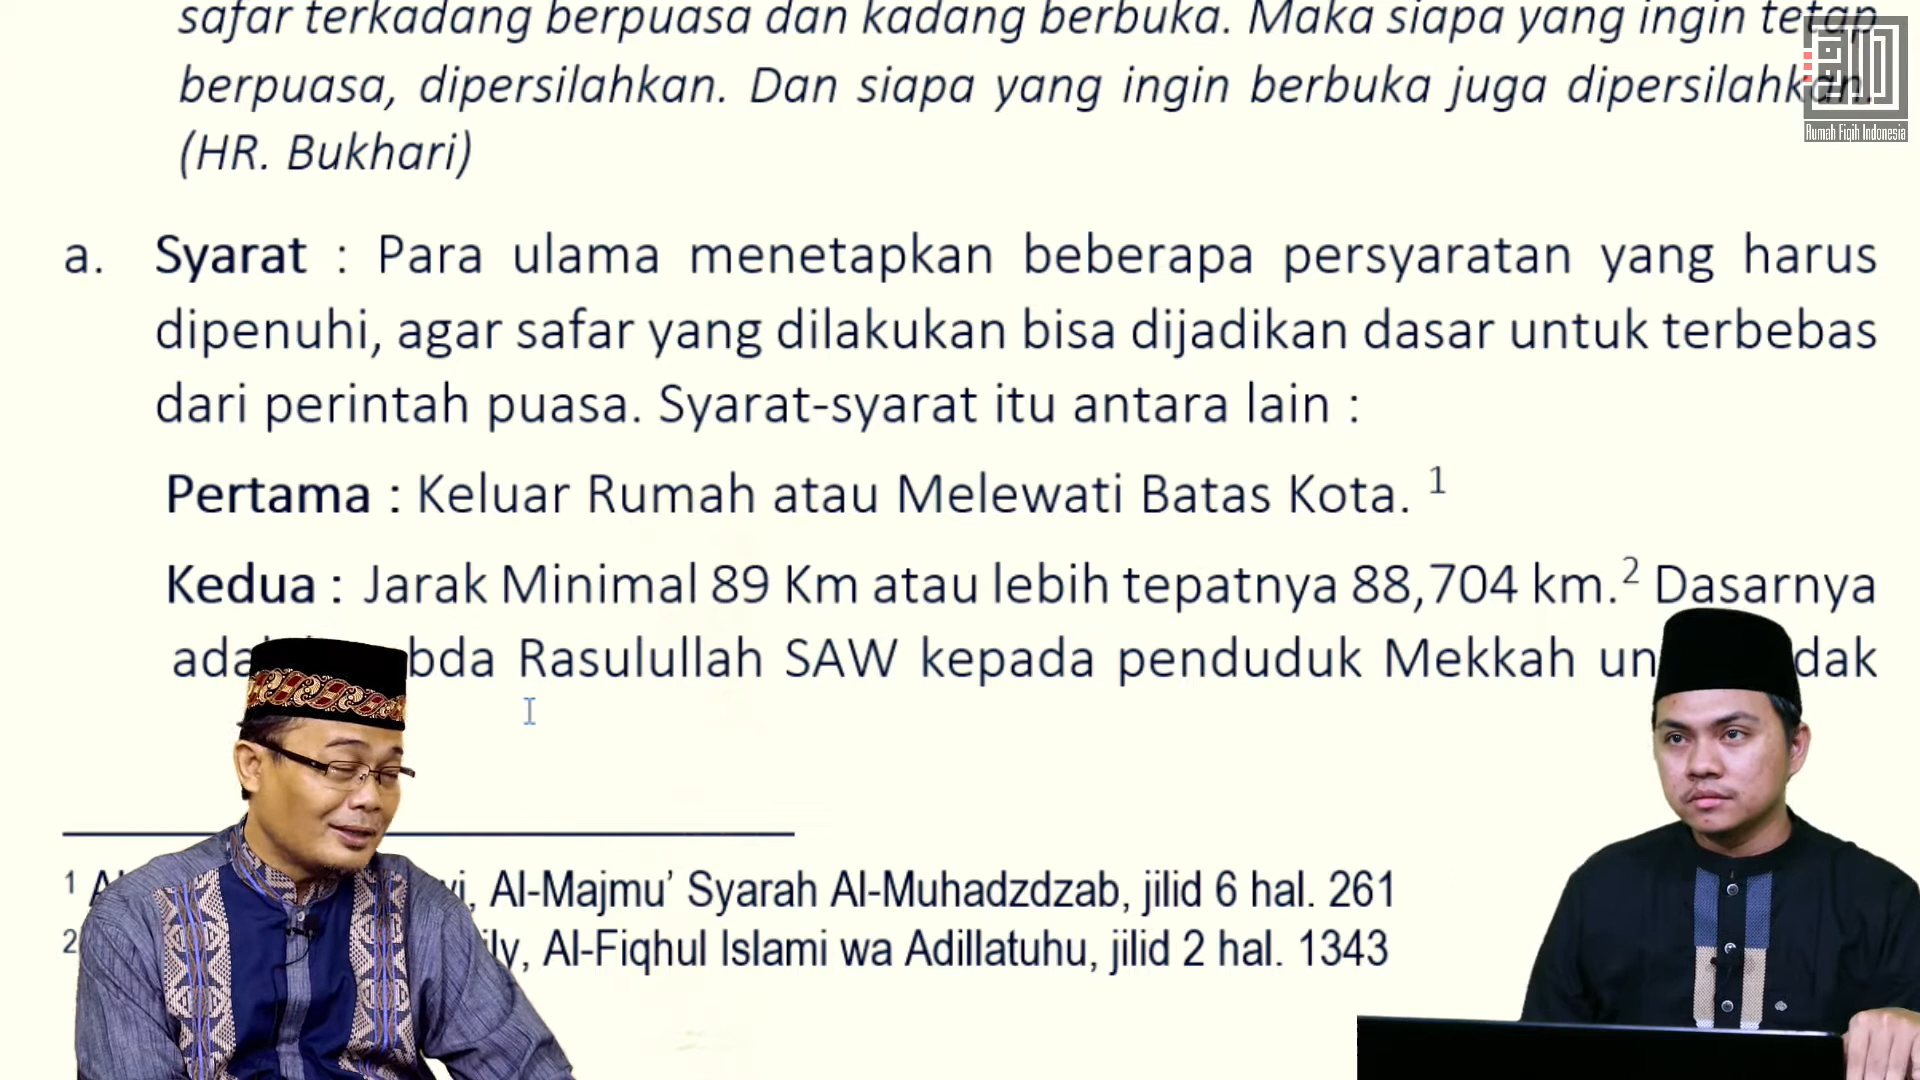 safar terkadang berpuasa dan kadang berbuka. Maka siapa yang ingin tetap
berpuasa, dipersilahkan. Dan siapa yang ingin berbuka juga dipersilahkan.
(HR. Bukhari)
Rumah Fiqih Indonesia
a. Syarat : Para ulama menetapkan beberapa persyaratan yang harus
dipenuhi, agar safar yang dilakukan bisa dijadikan dasar untuk terbebas
dari perintah puasa. Syarat-syarat itu antara lain :
Pertama : Keluar Rumah atau Melewati Batas Kota. 1
Kedua : Jarak Minimal 89 Km atau lebih tepatnya 88,704 km.2 Dasarnya
Rasulullah SAW kepada penduduk Mekkah
1 Al-Majmu’ Syarah Al-Muhadzdzab, jilid 6 hal. 261
2 Al-Fiqhul Islami wa Adillatuhu, jilid 2 hal. 1343